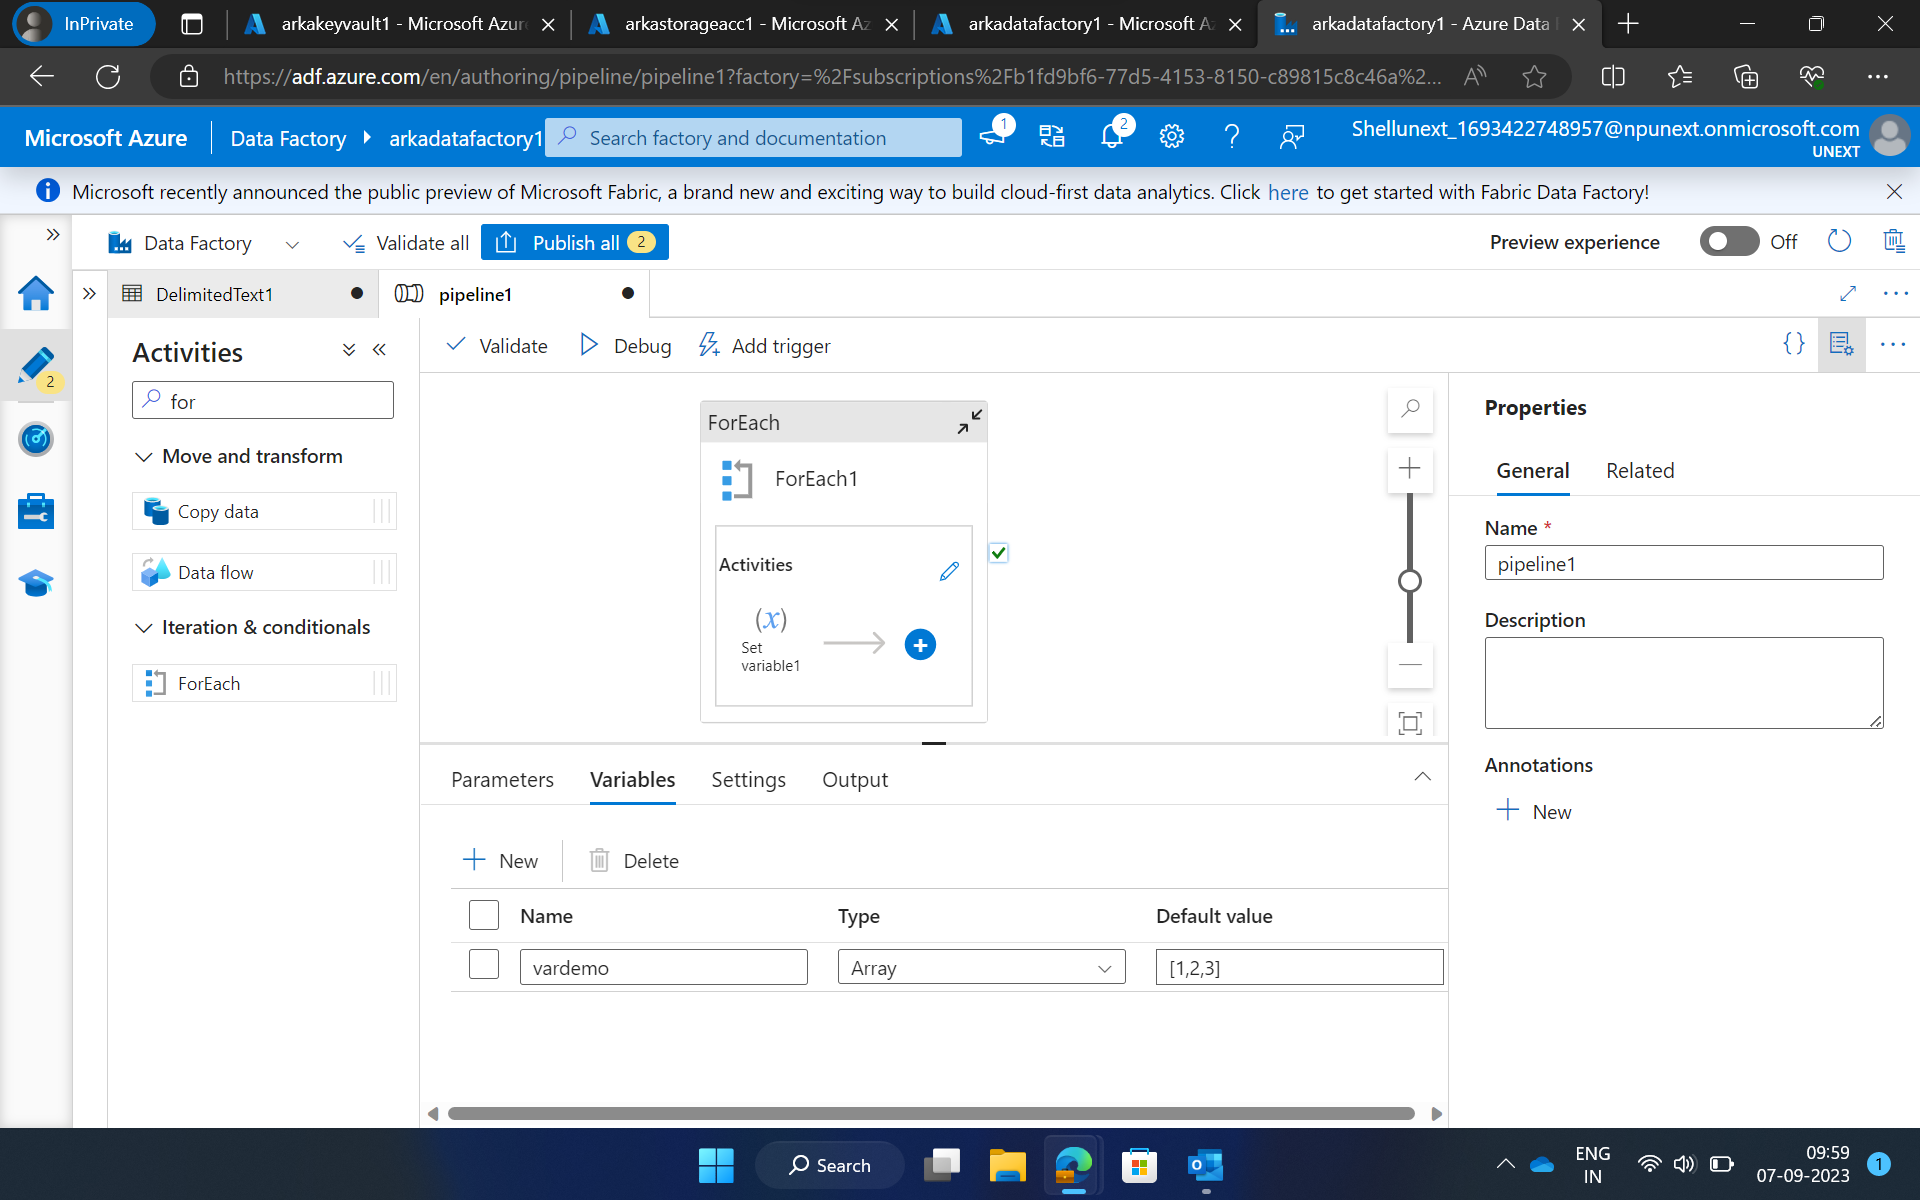 InPrivate
arkakeyvault1 - Microsoft Azur
arkastorageacc1 - Microsoft Az
arkadatafactory1 - Microsoft Az
arkadatafactory1 - Azure Data
https://adf.azure.com/en/authoring/pipeline/pipeline1?factory=%2Fsubscriptions%2Fb1fd9bf6-77d5-4153-8150-c89815c8c46a%2...
Microsoft Azure
Data Factory
arkadatafactory1
Search factory and documentation
1
2
Shellunext_1693422748957@npunext.onmicrosoft.com
UNEXT
Microsoft recently announced the public preview of Microsoft Fabric, a brand new and exciting way to build cloud-first data analytics. Click here to get started with Fabric Data Factory!
Data Factory
Validate all
Publish all 2
Preview experience
Off
DelimitedText1
pipeline1
2
Activities
for
Move and transform
Copy data
Data flow
Iteration & conditionals
ForEach
Validate
Debug
Add trigger
ForEach
ForEach1
Activities
(x)
Set
variable1
Properties
General
Related
Name *
pipeline1
Description
Annotations
New
Parameters
Variables
Settings
Output
New
Delete
Name
Type
Default value
vardemo
Array
[1,2,3]
Search
ENG
IN
09:59
07-09-2023
1